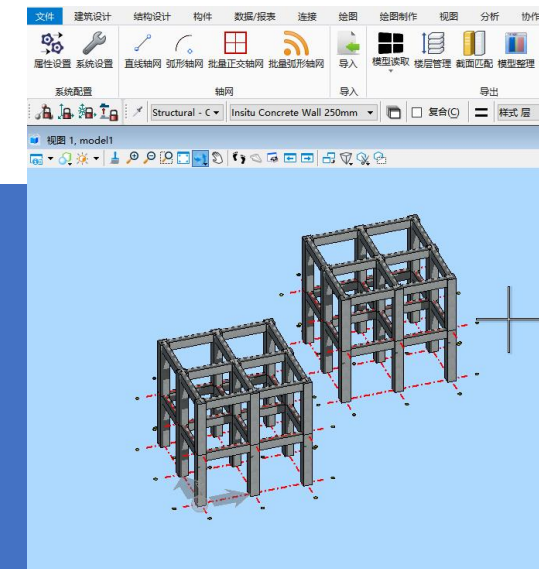 文件 建筑设计 结构设计 构件 数据/报表 连接 绘图 绘图制作 视图 分析 协作
属性设置 系统设置 直线轴网 弧形轴网 批量正交轴网 批量弧形轴网 导入 模型读取 楼层管理 截面匹配 模型整理
系统配置 轴网 导入 导出
Structural - C Insitu Concrete Wall 250mm 复合(C) 样式 层
视图 1, model1